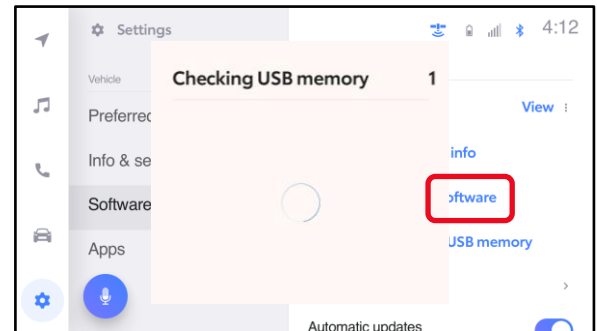 Settings
4:12
Vehicle
Checking USB memory 1
Preferred
View
Info & se
info
Software
oftware
USB memory
Apps
Automatic updates